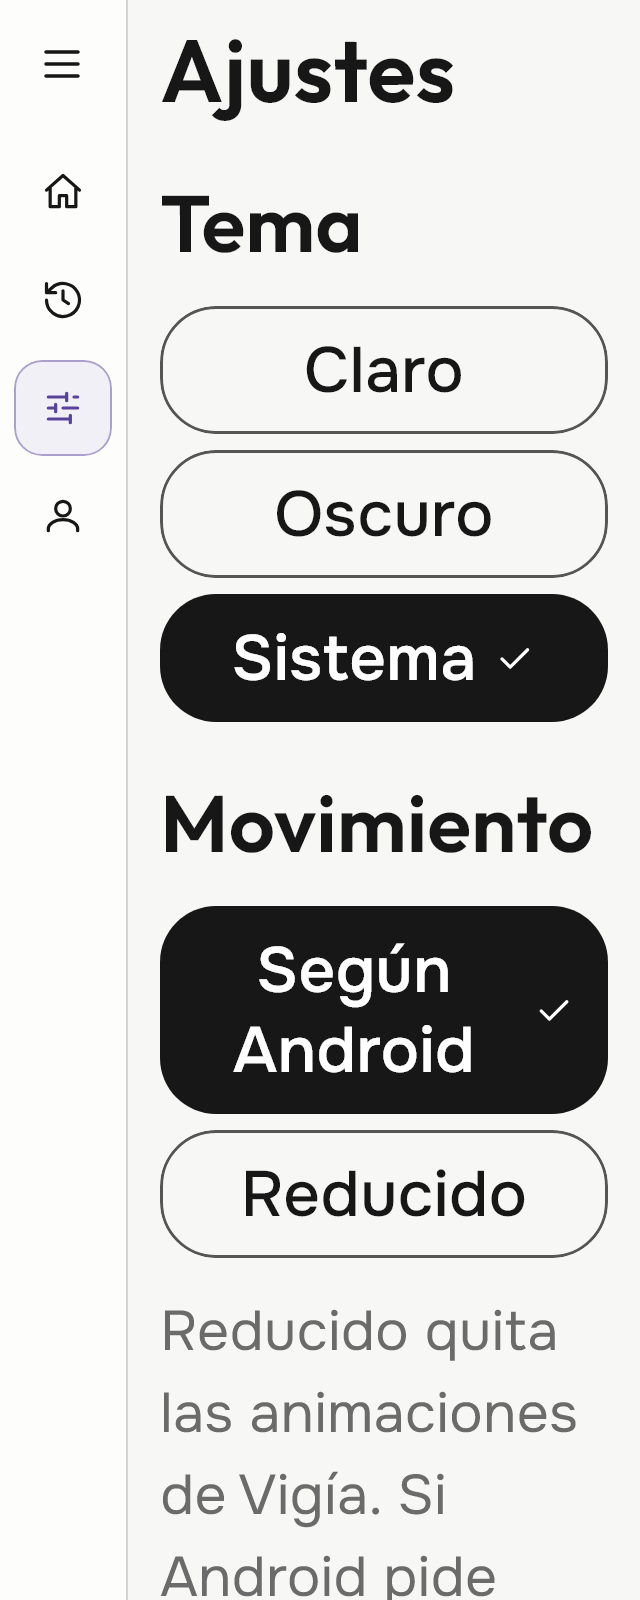 Ajustes
Tema
Claro
Oscuro
Sistema
Movimiento
Según
Android
Reducido
Reducido quita
las animaciones
de Vigía. Si
Android pide